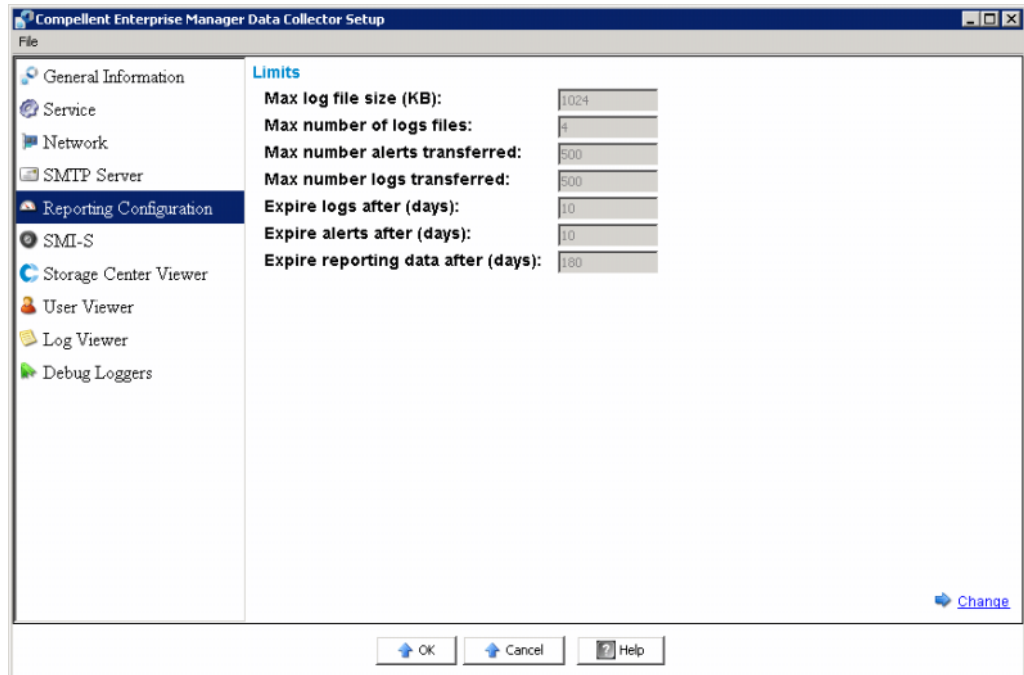 Compellent Enterprise Manager Data Collector Setup
File
General Information
Service
Network
SMTP Server
Reporting Configuration
SMI-S
Storage Center Viewer
User Viewer
Log Viewer
Debug Loggers
Limits
Max log file size (KB): 1024
Max number of logs files: 4
Max number alerts transferred: 500
Max number logs transferred: 500
Expire logs after (days): 10
Expire alerts after (days): 10
Expire reporting data after (days): 180
Change
OK Cancel ? Help